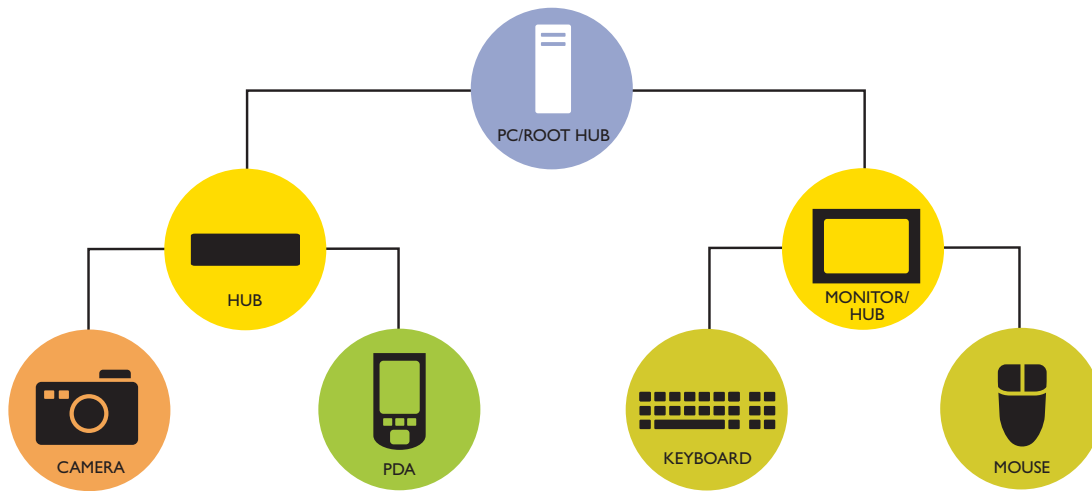 PC/ROOT HUB
HUB
MONITOR/
HUB
CAMERA
PDA
KEYBOARD
MOUSE